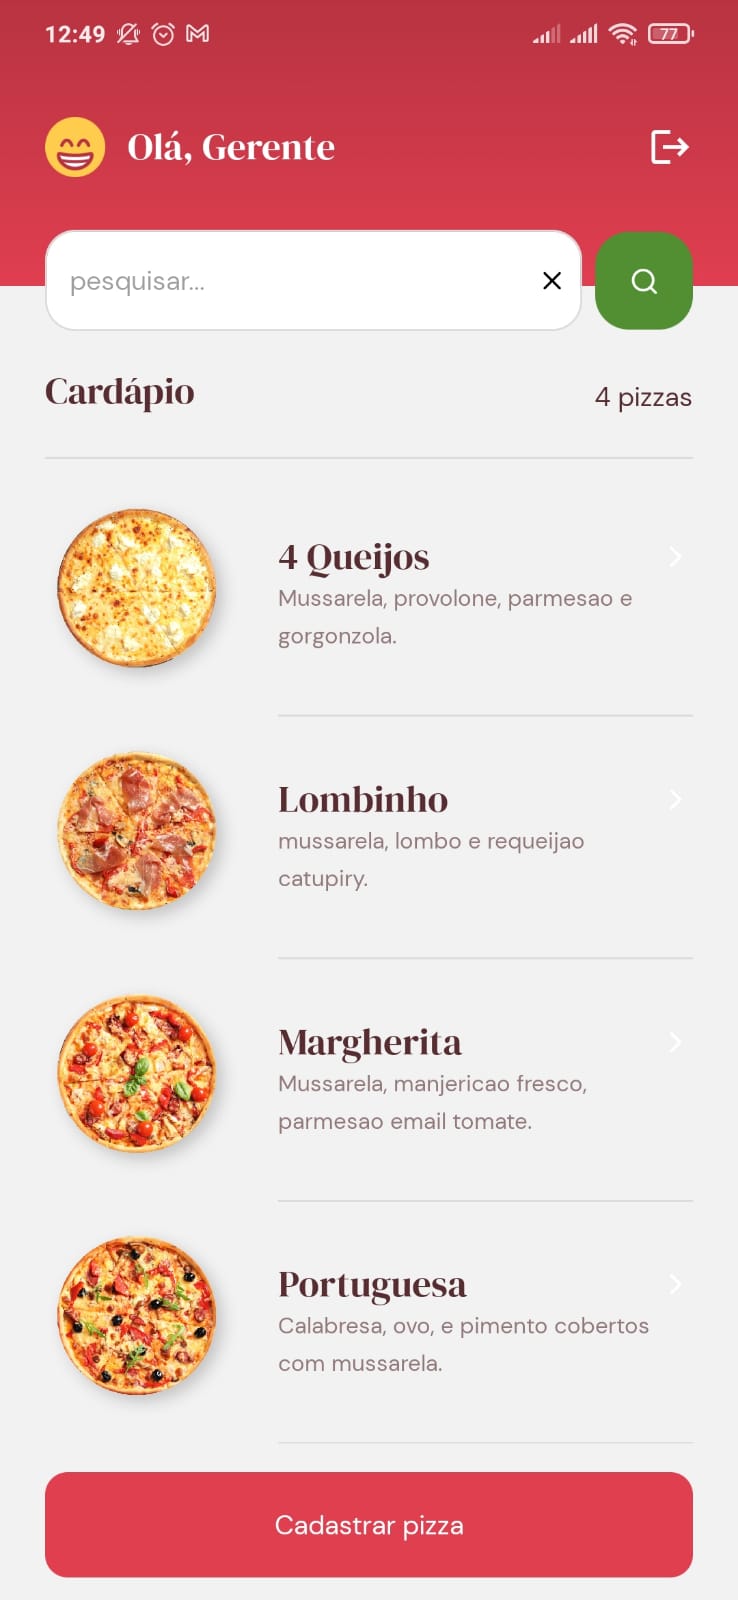 12:49
77
Olá, Gerente
pesquisar...
Cardápio
4 pizzas
4 Queijos
Mussarela, provolone, parmesao e
gorgonzola.
Lombinho
mussarela, lombo e requeijao
catupiry.
Margherita
Mussarela, manjericao fresco,
parmesao email tomate.
Portuguesa
Calabresa, ovo, e pimento cobertos
com mussarela.
Cadastrar pizza